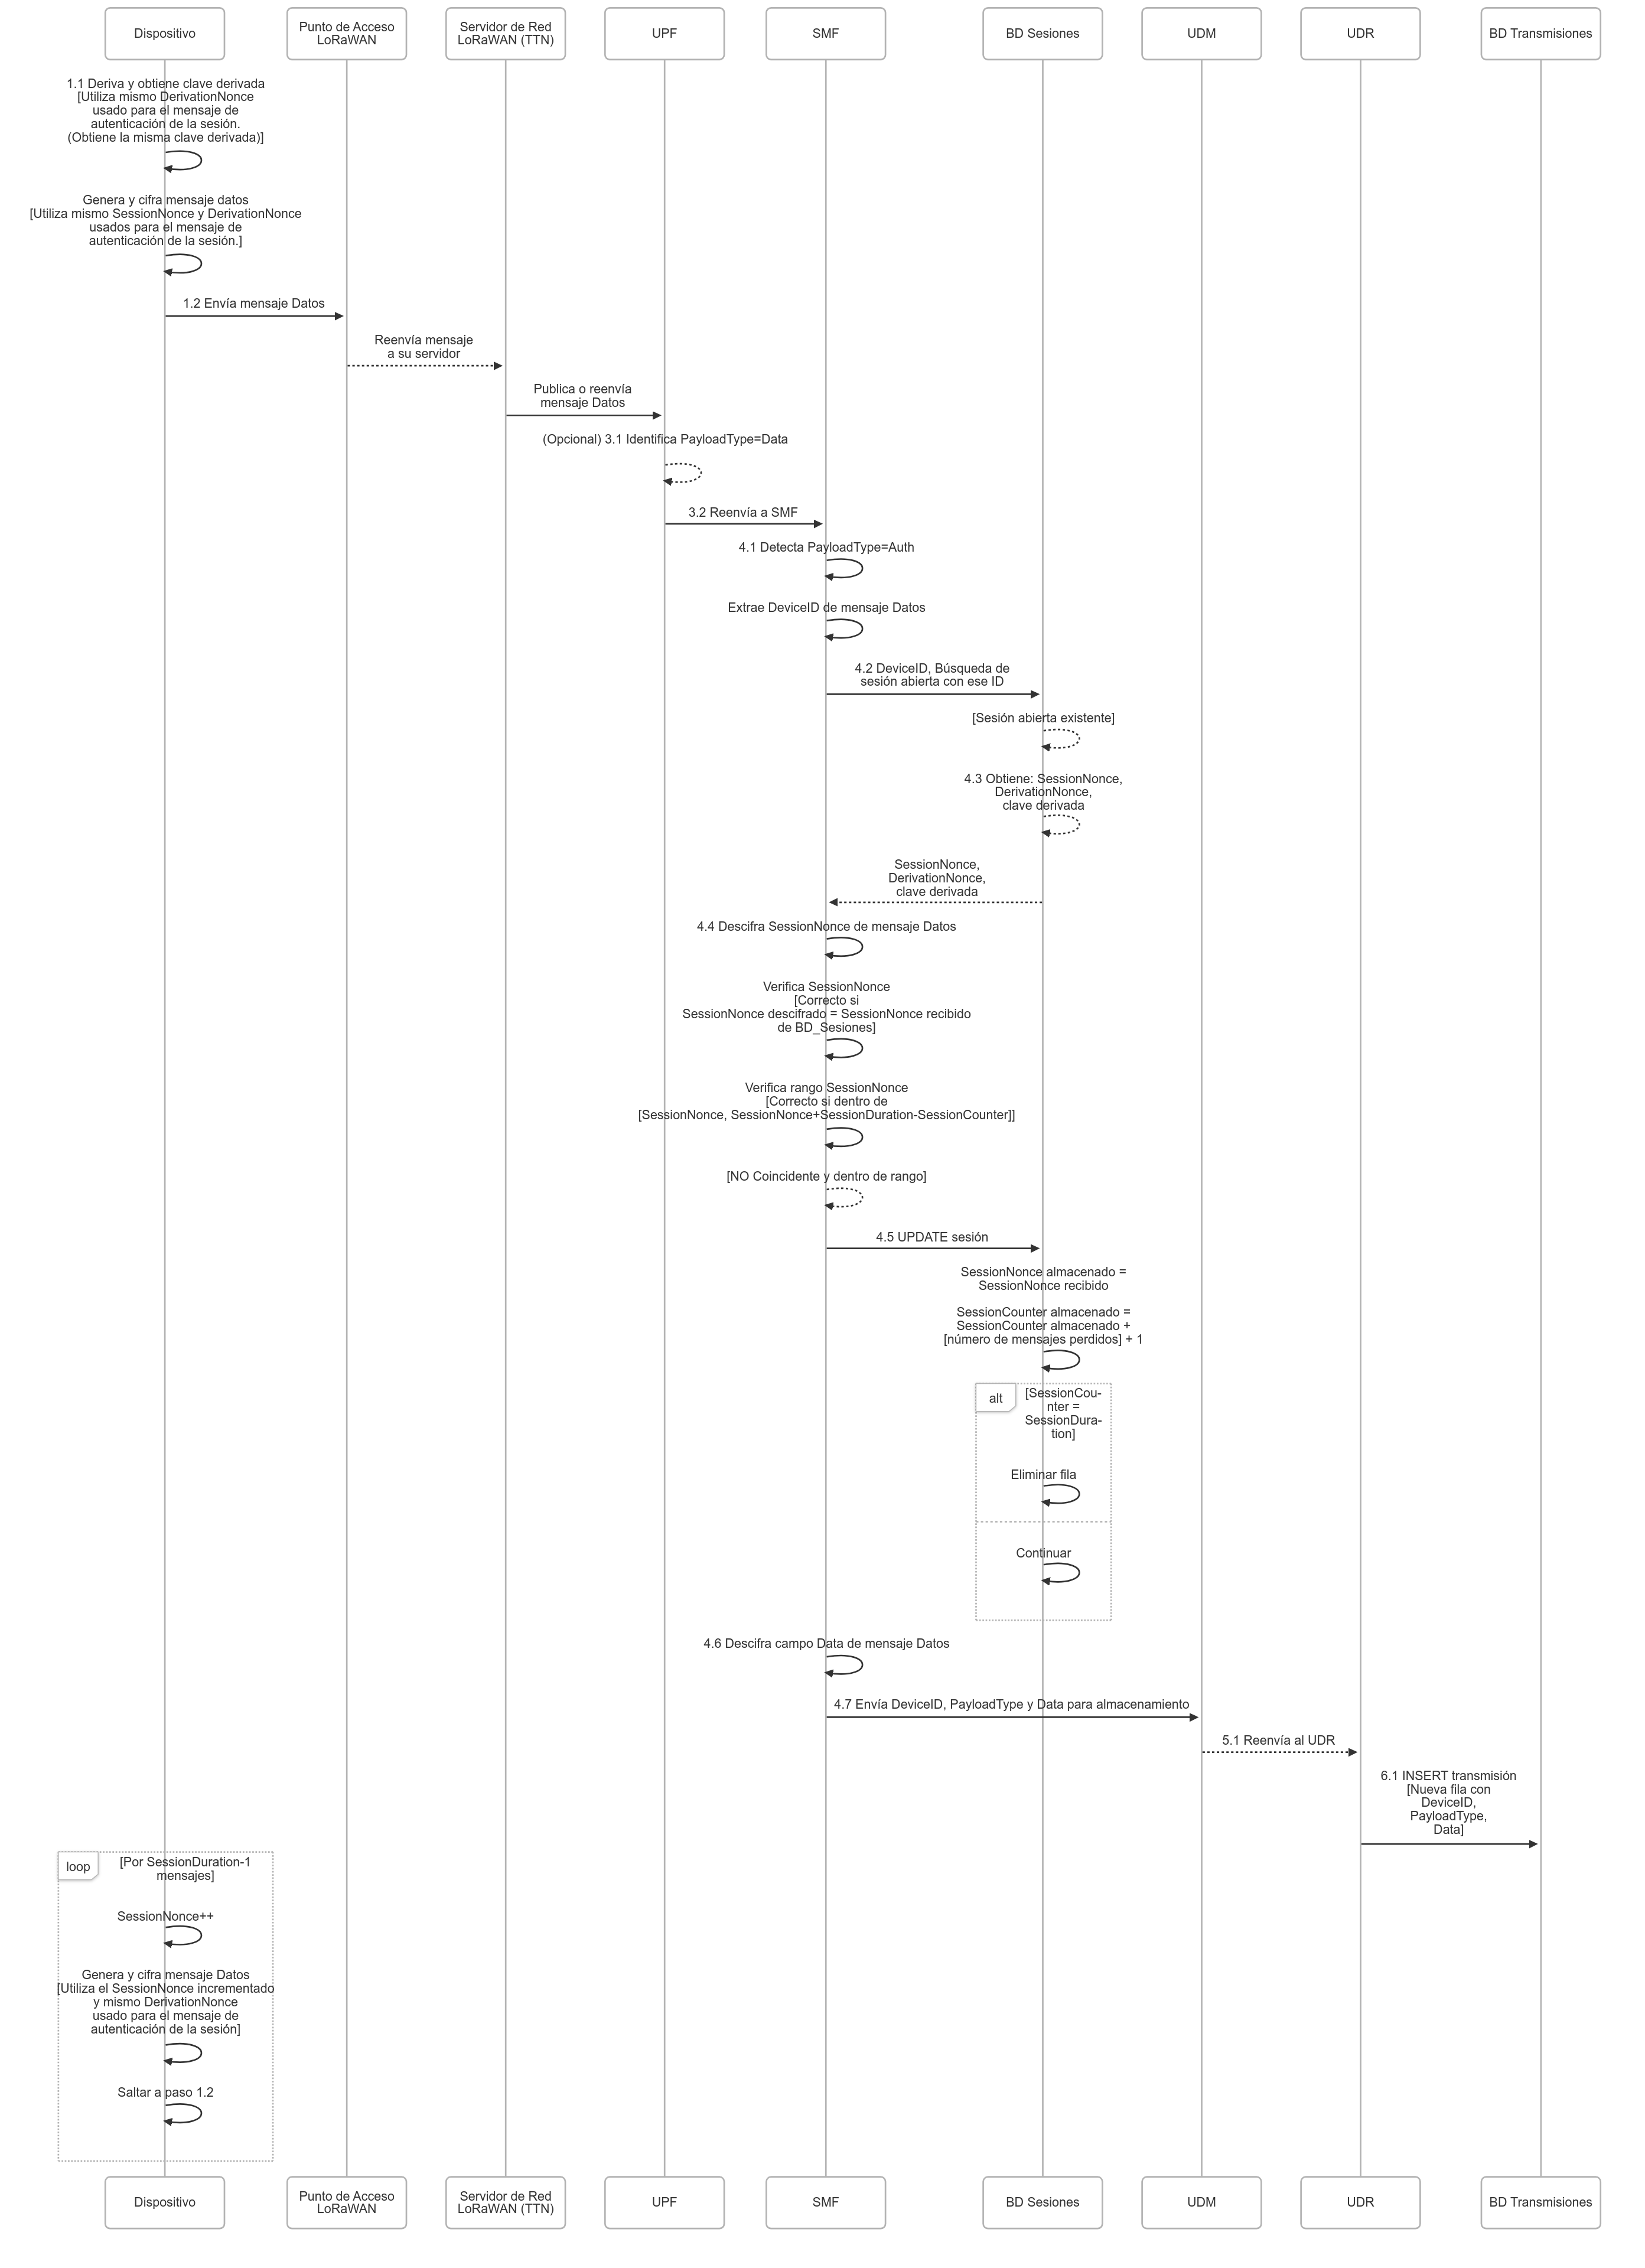 Dispositivo
Punto de Acceso
LoRaWAN
Servidor de Red
LoRaWAN (TTN)
UPF
SMF
BD Sesiones
UDM
UDR
BD Transmisiones
1.1 Deriva y obtiene clave derivada
[Utiliza mismo DerivationNonce
usado para el mensaje de
autenticación de la sesión.
(Obtiene la misma clave derivada)]
Genera y cifra mensaje datos
[Utiliza mismo SessionNonce y DerivationNonce
usados para el mensaje de
autenticación de la sesión.]
1.2 Envía mensaje Datos
Reenvía mensaje
a su servidor
Publica o reenvía
mensaje Datos
(Opcional) 3.1 Identifica PayloadType=Data
3.2 Reenvía a SMF
4.1 Detecta PayloadType=Auth
Extrae DeviceID de mensaje Datos
4.2 DeviceID, Búsqueda de
sesión abierta con ese ID
[Sesión abierta existente]
4.3 Obtiene: SessionNonce,
DerivationNonce,
clave derivada
SessionNonce,
DerivationNonce,
clave derivada
4.4 Descifra SessionNonce de mensaje Datos
Verifica SessionNonce
[Correcto si
SessionNonce descifrado = SessionNonce recibido
de BD_Sesiones]
Verifica rango SessionNonce
[Correcto si dentro de
[SessionNonce, SessionNonce+SessionDuration-SessionCounter]]
[NO Coincidente y dentro de rango]
4.5 UPDATE sesión
SessionNonce almacenado =
SessionNonce recibido
SessionCounter almacenado =
SessionCounter almacenado +
[número de mensajes perdidos] + 1
alt
[SessionCou-
nter =
SessionDura-
tion]
Eliminar fila
Continuar
4.6 Descifra campo Data de mensaje Datos
4.7 Envía DeviceID, PayloadType y Data para almacenamiento
5.1 Reenvía al UDR
6.1 INSERT transmisión
[Nueva fila con
DeviceID,
PayloadType,
Data]
loop
[Por SessionDuration-1
mensajes]
SessionNonce++
Genera y cifra mensaje Datos
[Utiliza el SessionNonce incrementado
y mismo DerivationNonce
usado para el mensaje de
autenticación de la sesión]
Saltar a paso 1.2
Dispositivo
Punto de Acceso
LoRaWAN
Servidor de Red
LoRaWAN (TTN)
UPF
SMF
BD Sesiones
UDM
UDR
BD Transmisiones